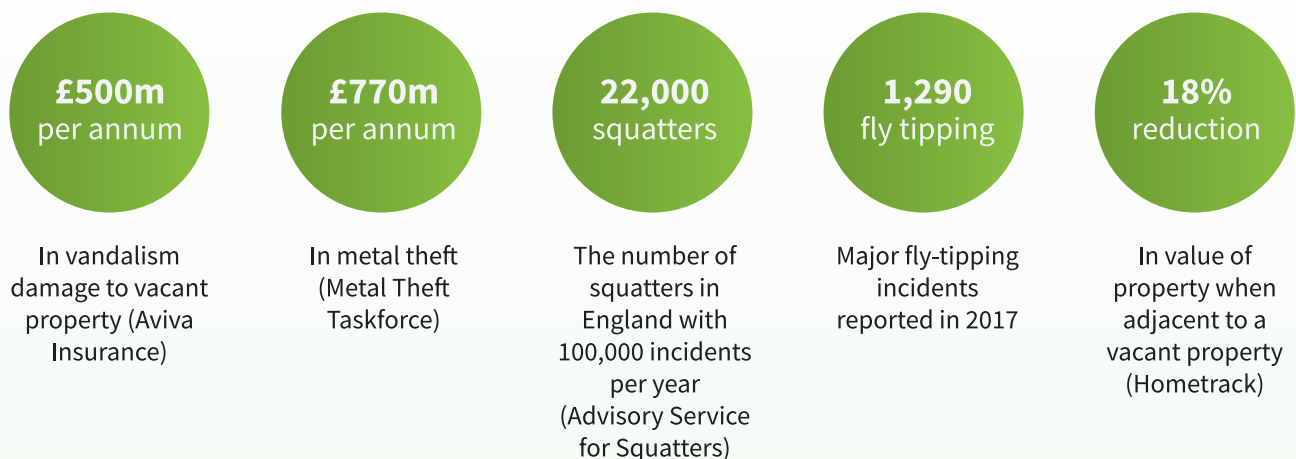 £500m
per annum
In vandalism
damage to vacant
property (Aviva
Insurance)
£770m
per annum
In metal theft
(Metal Theft
Taskforce)
22,000
squatters
The number of
squatters in
England with
100,000 incidents
per year
(Advisory Service
for Squatters)
1,290
fly tipping
Major fly-tipping
incidents
reported in 2017
18%
reduction
In value of
property when
adjacent to a
vacant property
(Hometrack)